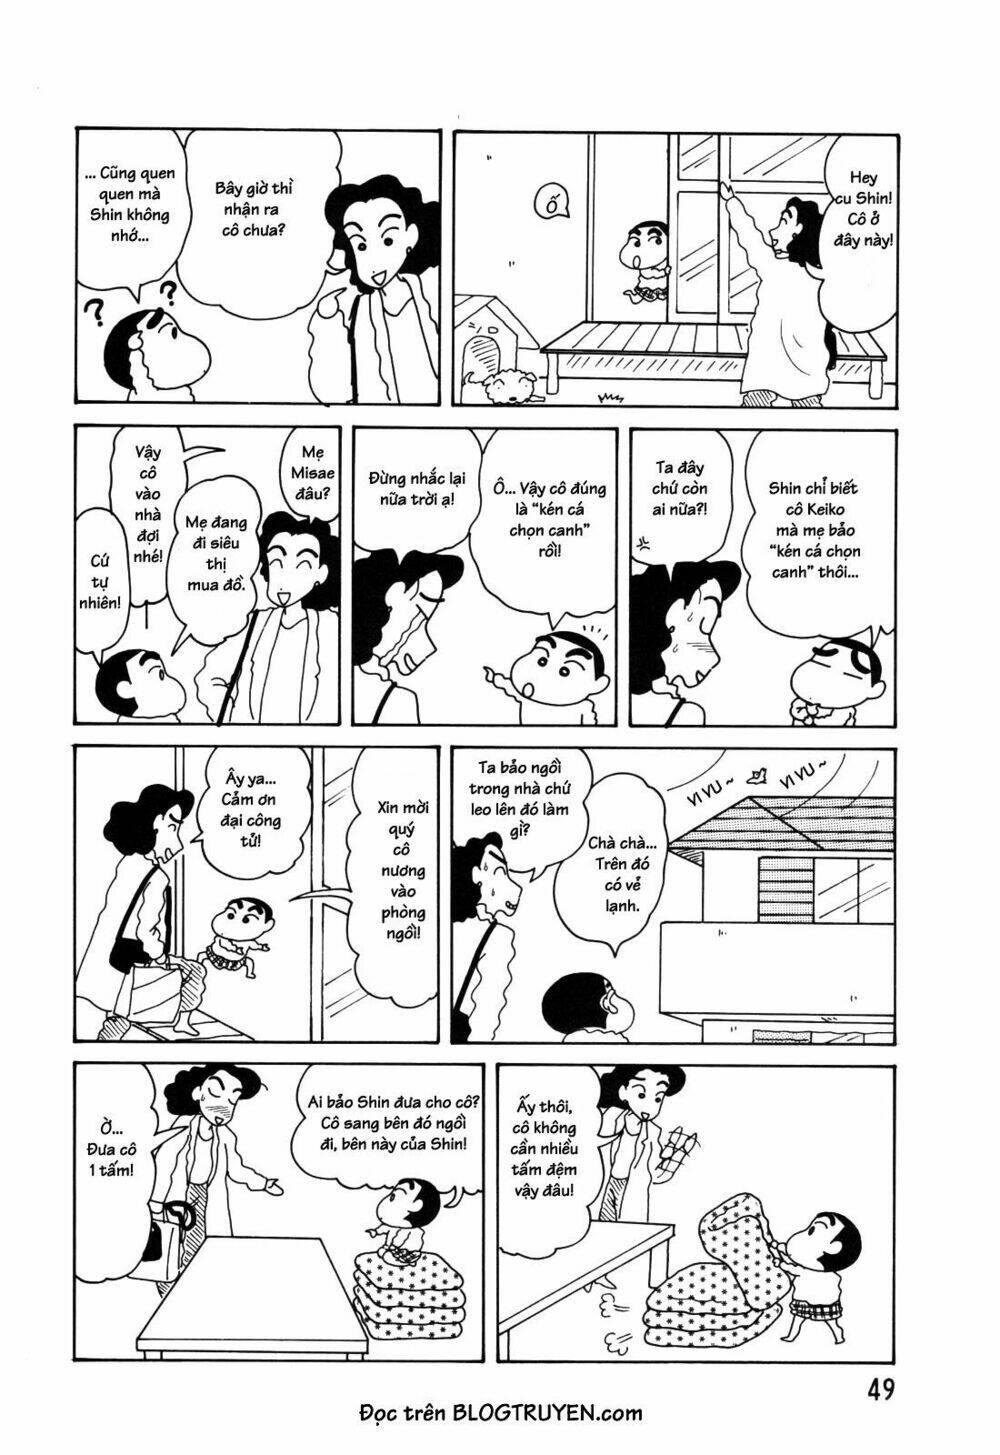 Hey
cu Shin!
Cô ở
đây này!
Ố
Bây giờ thì
nhận ra
cô chưa?
... Cũng quen
quen mà
Shin không
nhớ...
?
?
Shin chỉ biết
cô Keiko
mà mẹ bảo
"kén cá chọn
canh" thôi...
Ta đây
chứ còn
ai nữa?!
Ô... Vậy cô đúng
là "kén cá
chọn canh"
rồi!
Đừng nhắc lại
nữa trời ạ!
Mẹ
Misae
đâu?
Mẹ đang
đi siêu
thị
mua đồ.
Vậy
cô
vào
nhà
đợi
nhé!
Cứ
tự
nhiên!
VI VU ~
VI VU ~
Ta bảo ngồi
trong nhà chứ
leo lên đó làm
gì?
Chà chà...
Trên đó
có vẻ
lạnh.
Xin mời
quý
cô
nương
vào
phòng
ngồi!
Ây ya...
Cảm ơn
đại công
tử!
Ấy thôi,
cô không
cần nhiều
tấm đệm
vậy đâu!
Ai bảo Shin đưa cho cô?
Cô sang bên đó ngồi
đi, bên này của Shin!
Ờ...
Đưa cô
1 tấm!
49
Đọc trên BLOGTRUYEN.com